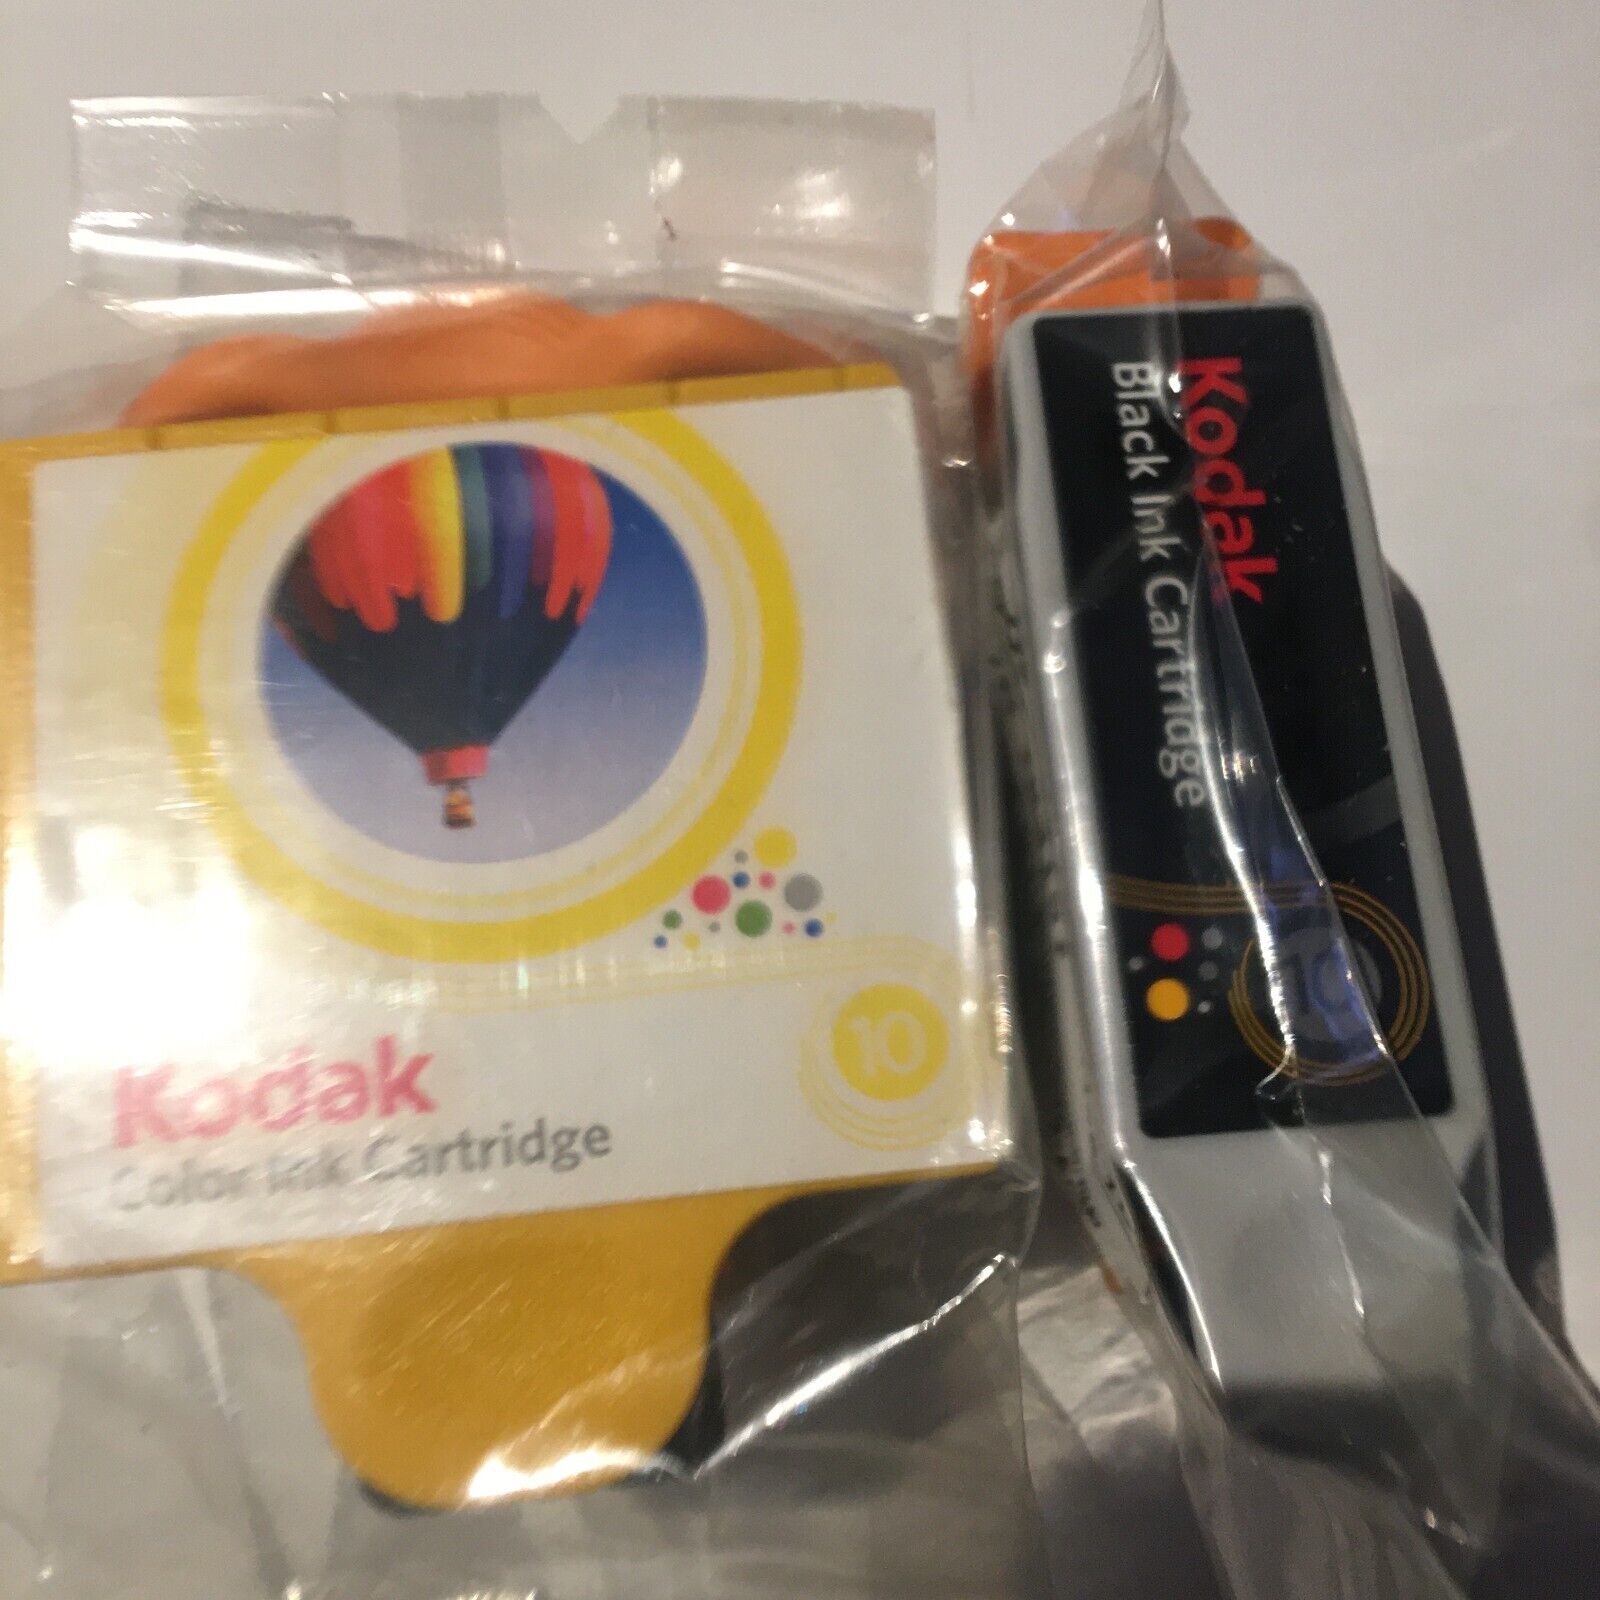 Kodak
Color Ink Cartridge
10
Kodak
Black Ink Cartridge
10